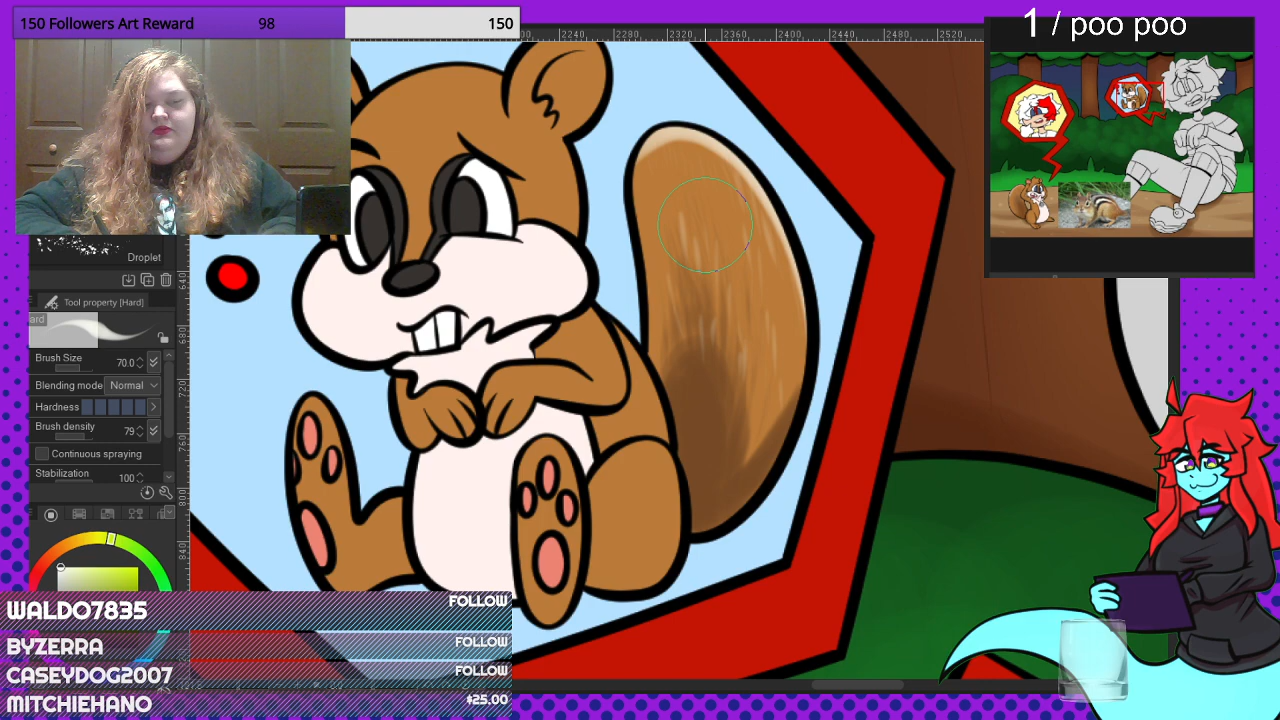 150 Followers Art Reward 98 150
1 / poo poo
2240 2280 2320 2360 2400 2440 2480 2520
Droplet
Tool property [Hard]
Brush Size 70.0
Blending mode Normal
Hardness
Brush density 79
Continuous spraying
Stabilization 100
WALDO7835 FOLLOW
BYZERRA FOLLOW
CASEYDOG2007 FOLLOW
MITCHIEHANO $25.00